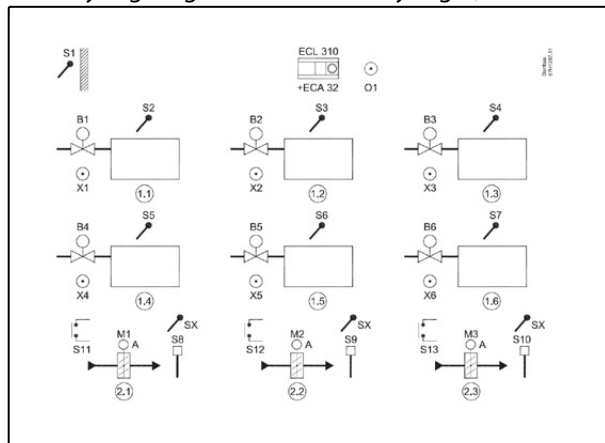 S1
ECL 310
+ECA 32
O1
S2
B1
X1
1.1
S3
B2
X2
1.2
S4
B3
X3
1.3
S5
B4
X4
1.4
S6
B5
X5
1.5
S7
B6
X6
1.6
S11
M1
A
SX
S8
2.1
S12
M2
A
SX
S9
2.2
S13
M3
A
SX
S10
2.3